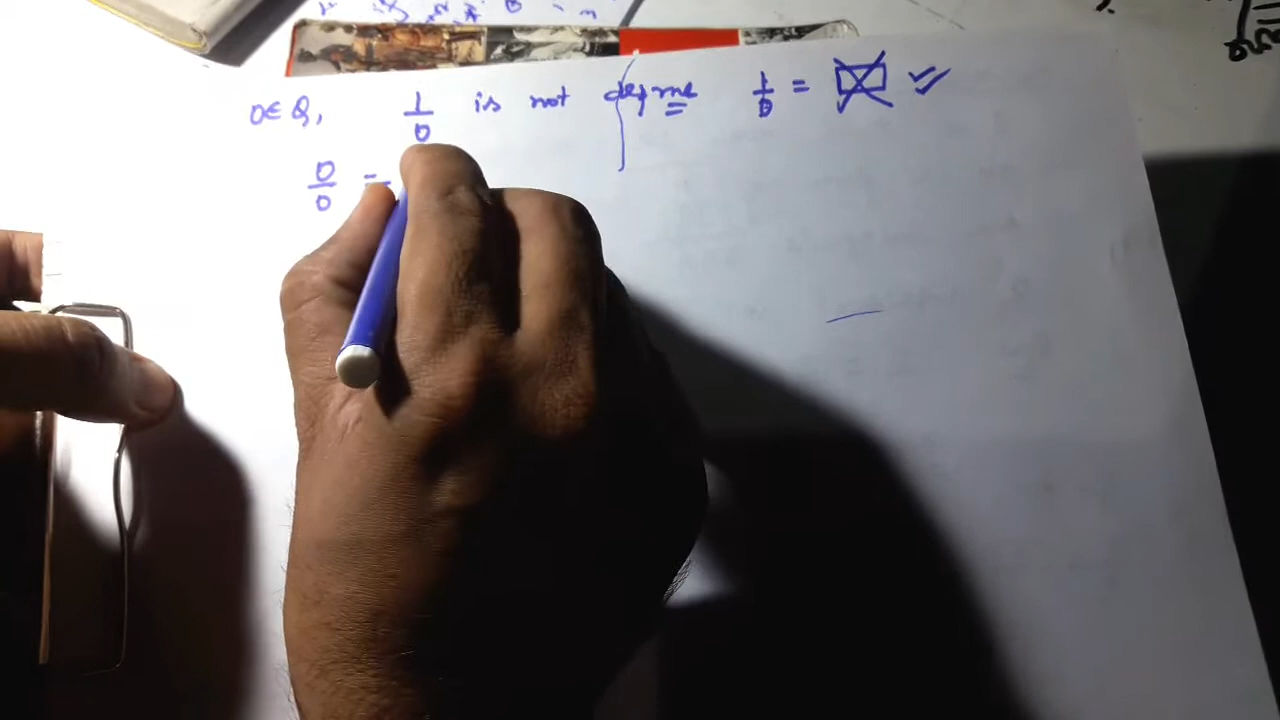 0 ∈ Q, 1/0 is not define 1/0 =
0/0 =